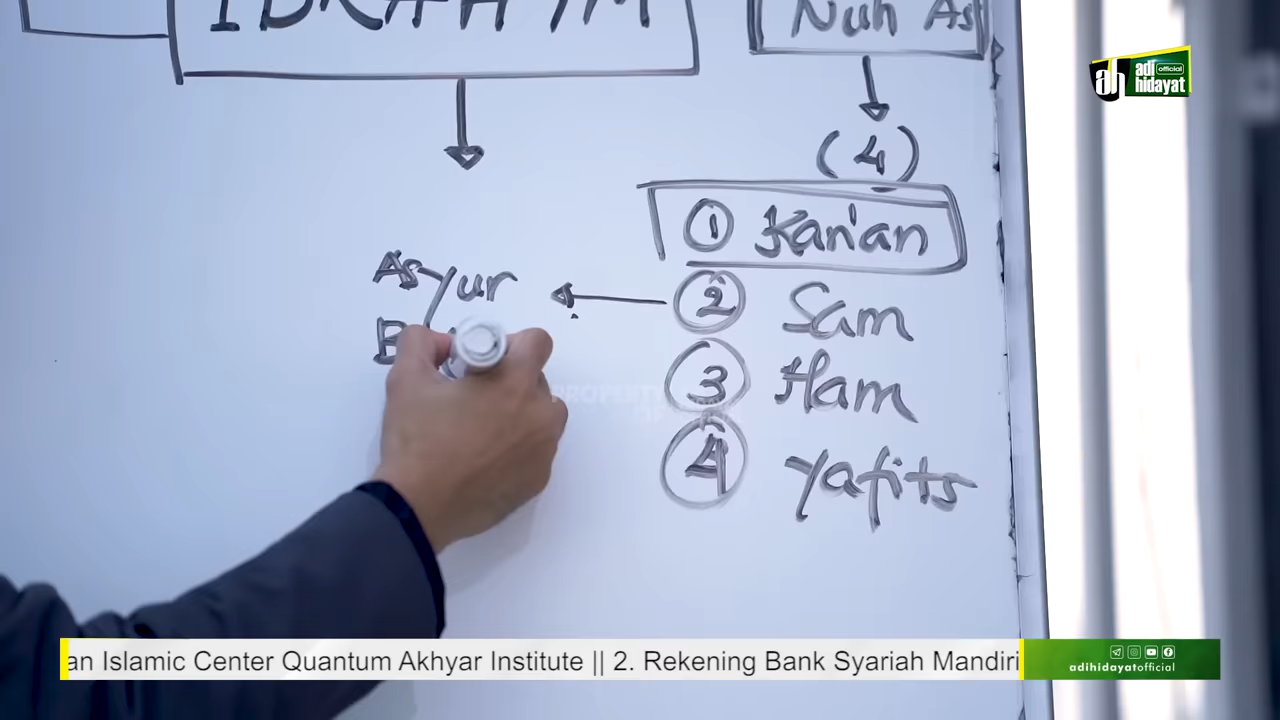 IBRAHIM
Nuh As
(4)
① Kan'an
Asyur
② Sam
③ Ham
④ Yafits
ah adi hidayat official
an Islamic Center Quantum Akhyar Institute || 2. Rekening Bank Syariah Mandiri
adihidayatofficial